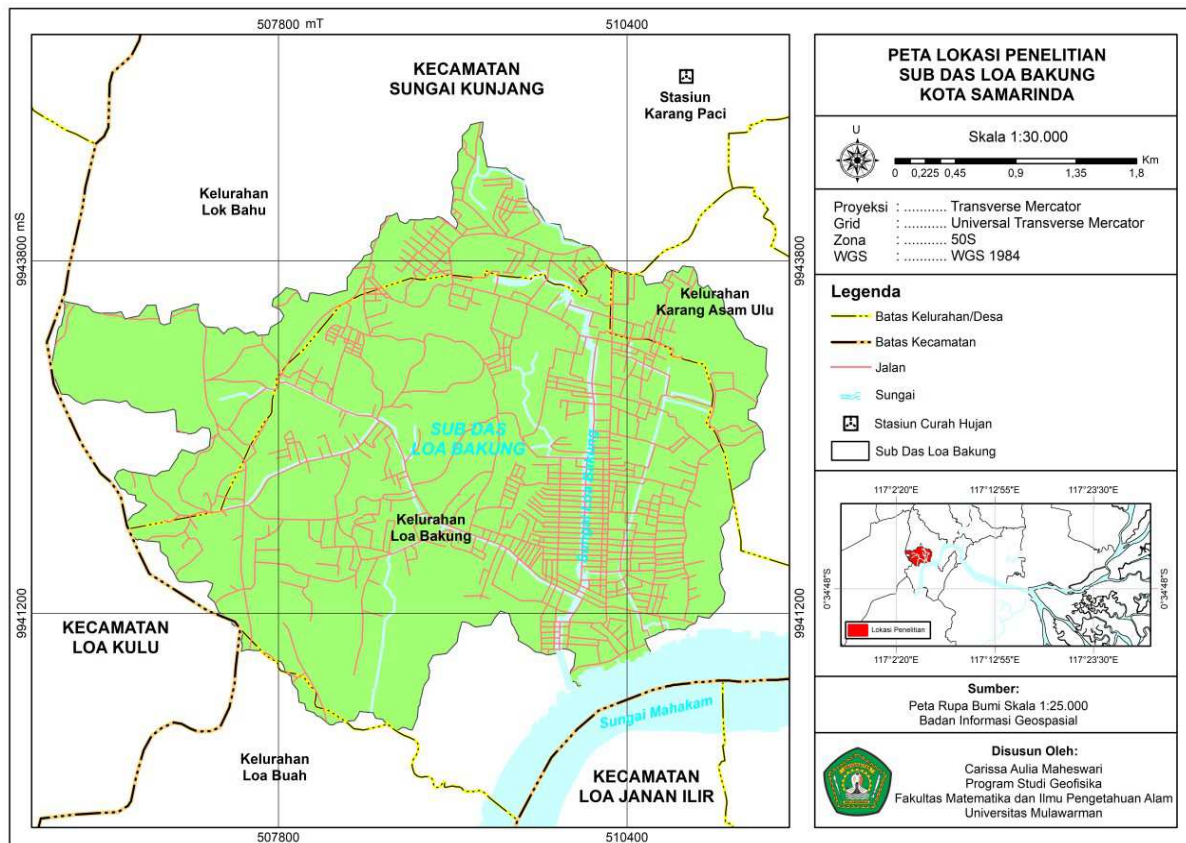 507800 mT
510400
9943800 mS
9941200
KECAMATAN
SUNGAI KUNJANG
Stasiun
Karang Paci
Kelurahan
Lok Bahu
Kelurahan
Karang Asam Ulu
SUB DAS
LOA BAKUNG
Sungai Loa Bakung
Kelurahan
Loa Bakung
KECAMATAN
LOA KULU
Sungai Mahakam
Kelurahan
Loa Buah
KECAMATAN
LOA JANAN ILIR
9943800
9941200
507800
510400
PETA LOKASI PENELITIAN
SUB DAS LOA BAKUNG
KOTA SAMARINDA
U
Skala 1:30.000
Km
0 0,225 0,45 0,9 1,35 1,8
Proyeksi : ........... Transverse Mercator
Grid : ........... Universal Transverse Mercator
Zona : ........... 50S
WGS : ........... WGS 1984
Legenda
Batas Kelurahan/Desa
Batas Kecamatan
Jalan
Sungai
Stasiun Curah Hujan
Sub Das Loa Bakung
117°2'20"E 117°12'55"E 117°23'30"E
0°34'48"S
0°34'48"S
Lokasi Penelitian
117°2'20"E 117°12'55"E 117°23'30"E
Sumber:
Peta Rupa Bumi Skala 1:25.000
Badan Informasi Geospasial
Disusun Oleh:
Carissa Aulia Maheswari
Program Studi Geofisika
Fakultas Matematika dan Ilmu Pengetahuan Alam
Universitas Mulawarman